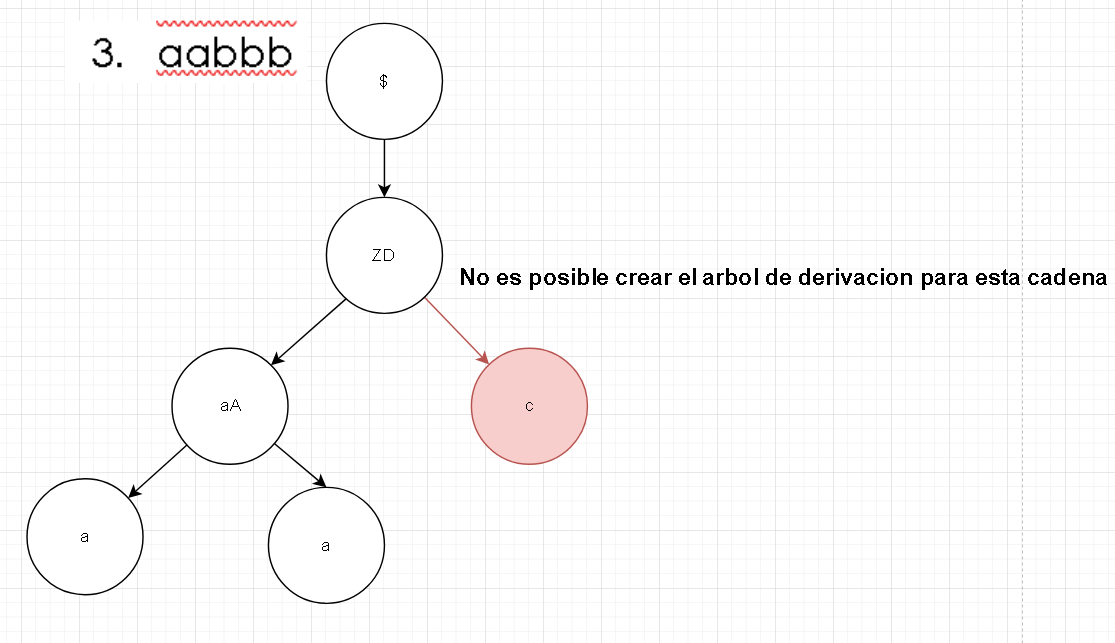 3. aabbb
$
ZD
No es posible crear el arbol de derivacion para esta cadena
aA
c
a
a